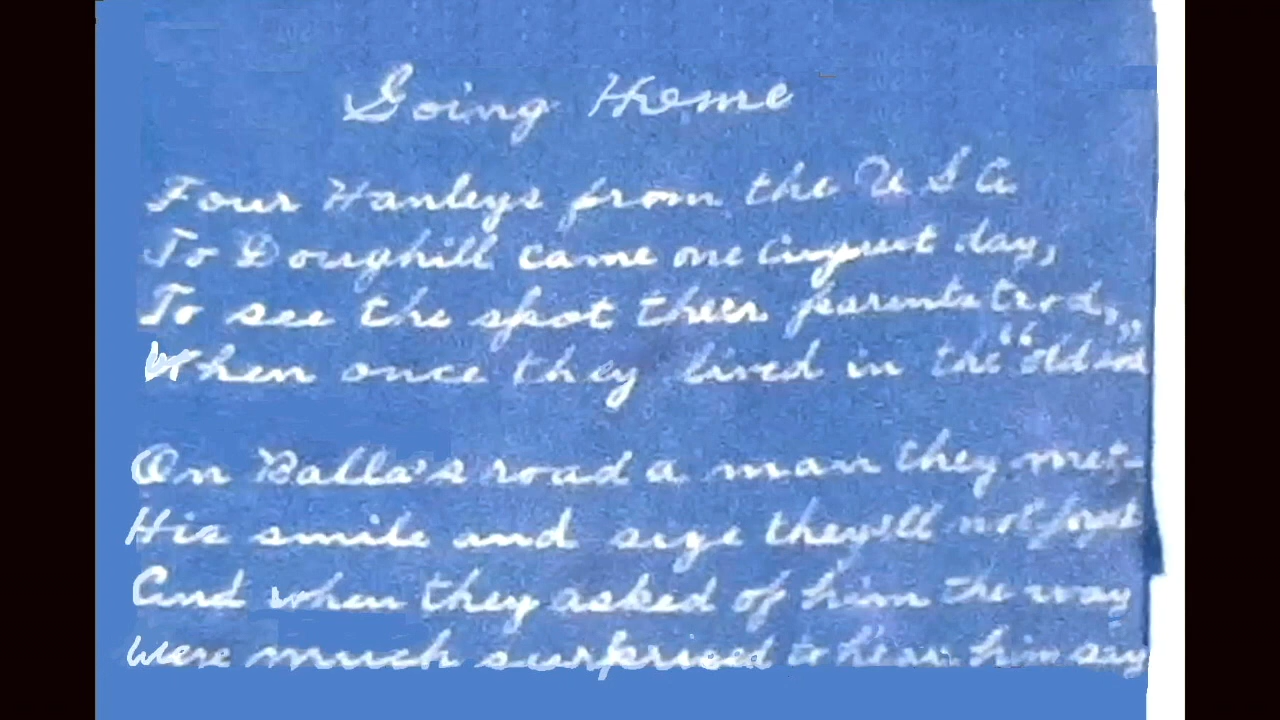 Going Home
Four Hanleys from the U S A
To Doughill came one August day,
To see the spot their parents trod,
When once they lived in the "old sod"
On Balla's road a man they met-
His smile and size they'll not forget
And when they asked of him the way
Were much surprised to hear him say